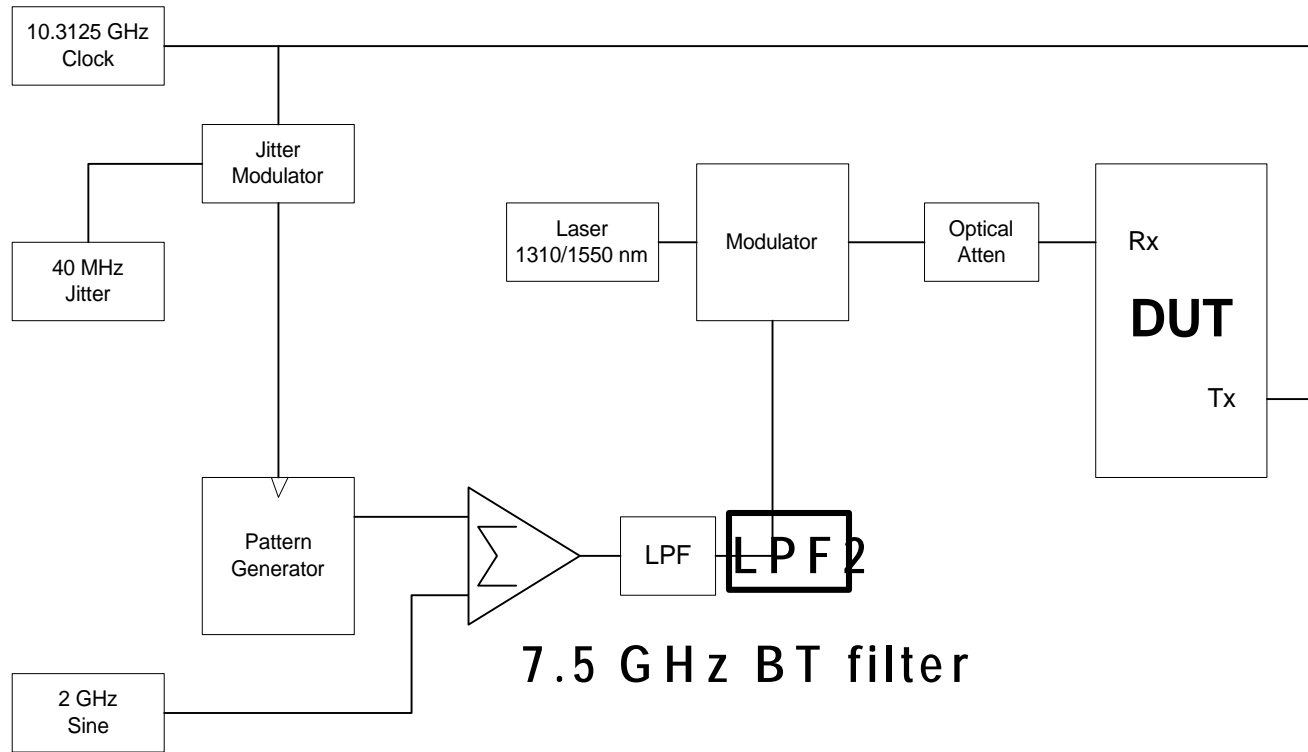 10.3125 GHz
Clock
Jitter
Modulator
40 MHz
Jitter
Laser
1310/1550 nm
Modulator
Optical
Atten
Rx
DUT
Tx
Pattern
Generator
LPF
LPF2
7.5 GHz BT filter
2 GHz
Sine